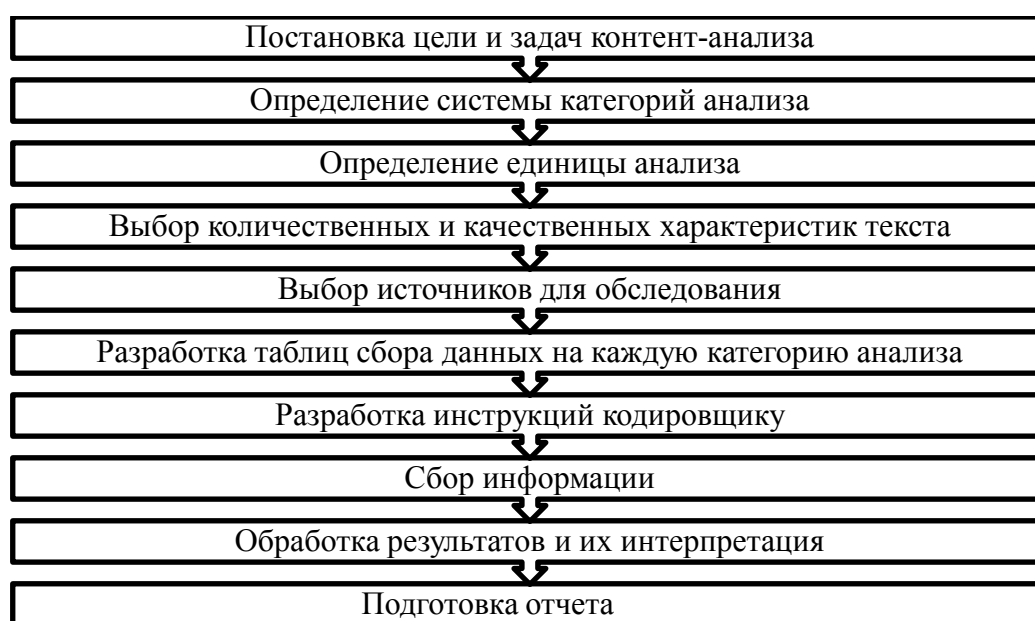 Постановка цели и задач контент-анализа
Определение системы категорий анализа
Определение единицы анализа
Выбор количественных и качественных характеристик текста
Выбор источников для обследования
Разработка таблиц сбора данных на каждую категорию анализа
Разработка инструкций кодировщику
Сбор информации
Обработка результатов и их интерпретация
Подготовка отчета